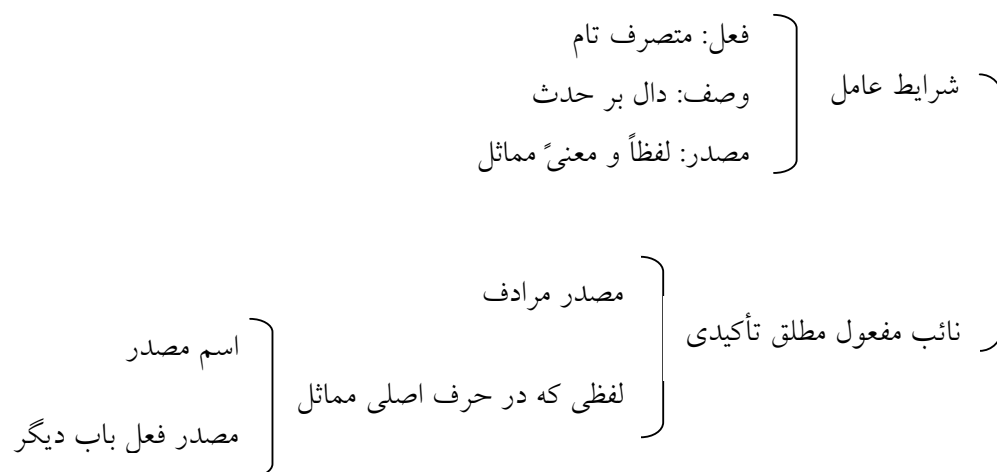 فعل: متصرف تام
شرایط عامل
وصف: دال بر حدث
مصدر: لفظاً و معنیً مماثل
مصدر مرادف
نائب مفعول مطلق تأکیدی
اسم مصدر
لفظی که در حرف اصلی مماثل
مصدر فعل باب دیگر